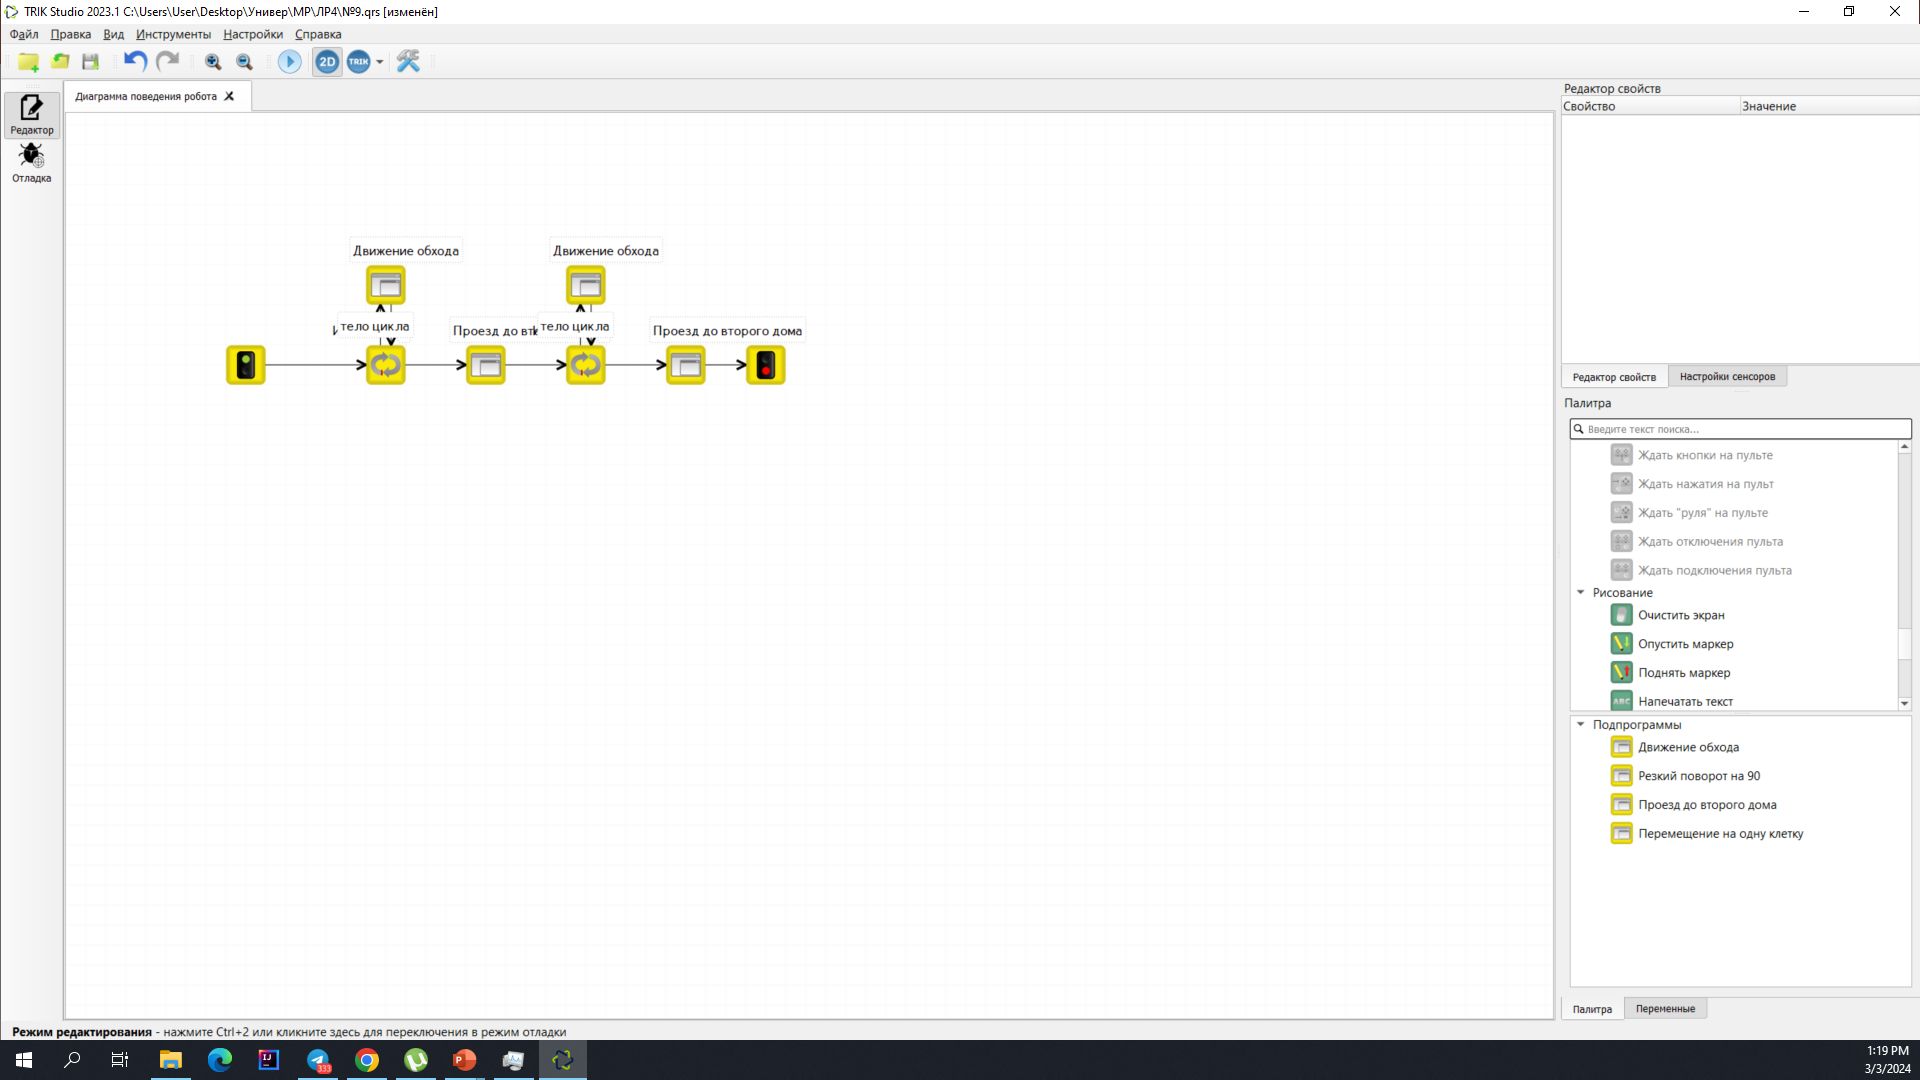 TRIK Studio 2023.1 C:\Users\User\Desktop\Универ\МР\ЛР4\№9.qrs [изменён]
Файл Правка Вид Инструменты Настройки Справка
2D TRIK
Диаграмма поведения робота
Редактор
Отладка
Движение обхода Движение обхода
тело цикла Проезд до вт тело цикла Проезд до второго дома
Редактор свойств
Свойство Значение
Редактор свойств Настройки сенсоров
Палитра
Введите текст поиска...
Ждать кнопки на пульте
Ждать нажатия на пульт
Ждать "руля" на пульте
Ждать отключения пульта
Ждать подключения пульта
Рисование
Очистить экран
Опустить маркер
Поднять маркер
ABC Напечатать текст
Подпрограммы
Движение обхода
Резкий поворот на 90
Проезд до второго дома
Перемещение на одну клетку
Палитра Переменные
Режим редактирования - нажмите Ctrl+2 или кликните здесь для переключения в режим отладки
IJ 333 P
1:19 PM
3/3/2024